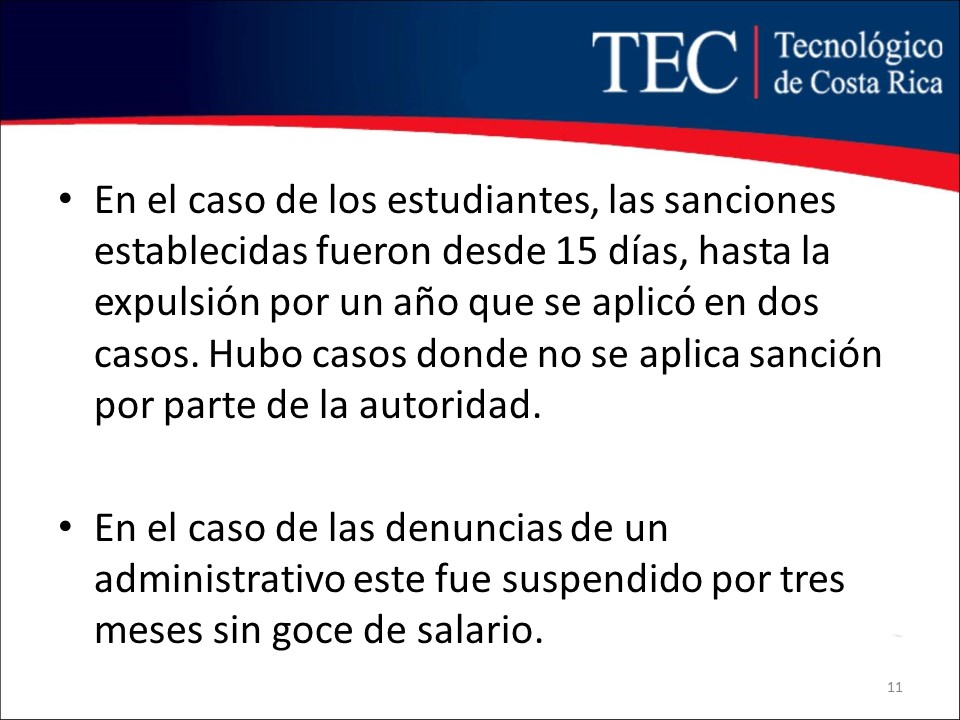 TEC
Tecnológico
de Costa Rica
• En el caso de los estudiantes, las sanciones
establecidas fueron desde 15 días, hasta la
expulsión por un año que se aplicó en dos
casos. Hubo casos donde no se aplica sanción
por parte de la autoridad.
• En el caso de las denuncias de un
administrativo este fue suspendido por tres
meses sin goce de salario.
11